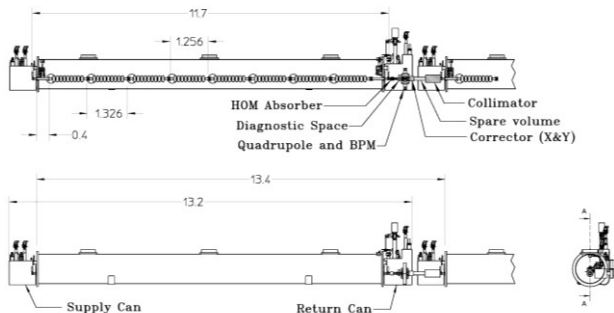 11.7
1.256
1.326
0.4
HOM Absorber
Diagnostic Space
Quadrupole and BPM
Collimator
Spare volume
Corrector (X&Y)
13.4
13.2
Supply Can
Return Can
A
A